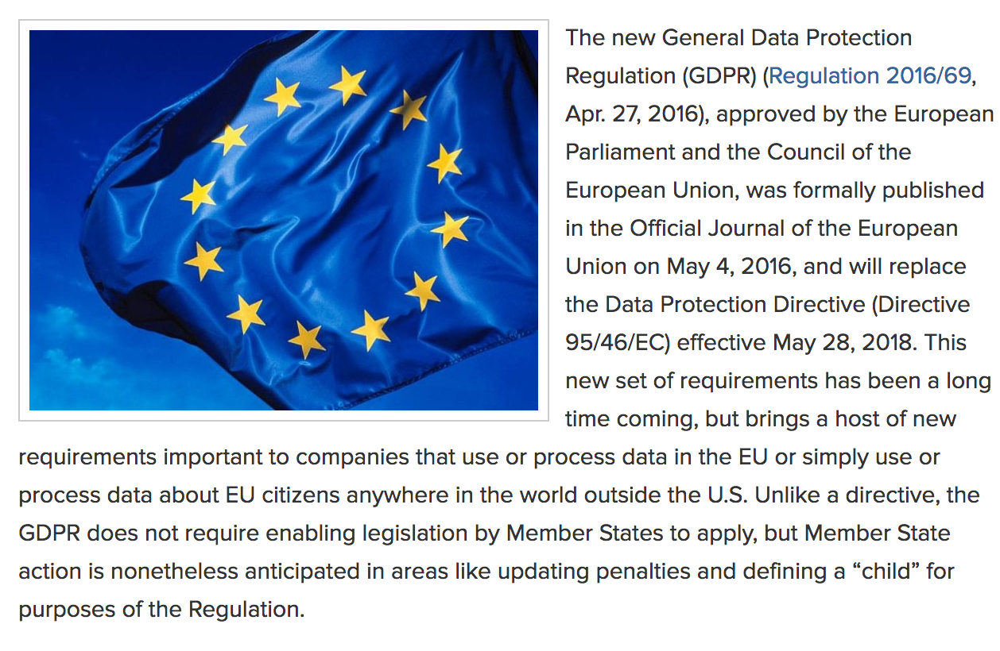 The new General Data Protection
Regulation (GDPR) (Regulation 2016/69,
Apr. 27, 2016), approved by the European
Parliament and the Council of the
European Union, was formally published
in the Official Journal of the European
Union on May 4, 2016, and will replace
the Data Protection Directive (Directive
95/46/EC) effective May 28, 2018. This
new set of requirements has been a long
time coming, but brings a host of new
requirements important to companies that use or process data in the EU or simply use or
process data about EU citizens anywhere in the world outside the U.S. Unlike a directive, the
GDPR does not require enabling legislation by Member States to apply, but Member State
action is nonetheless anticipated in areas like updating penalties and defining a “child” for
purposes of the Regulation.